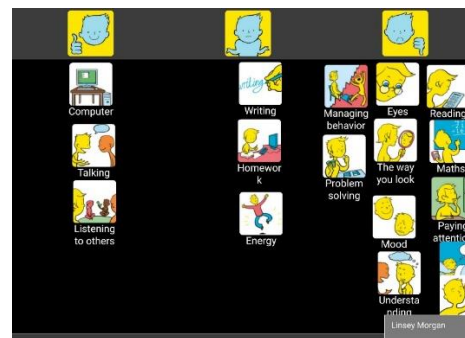 Computer
Talking
Listening
to others
Writing
Homewor
k
Energy
Managing
behavior
Problem
solving
Eyes
The way
you look
Mood
Understa
nding
Reading
Maths
Paying
attentio
Linsey Morgan